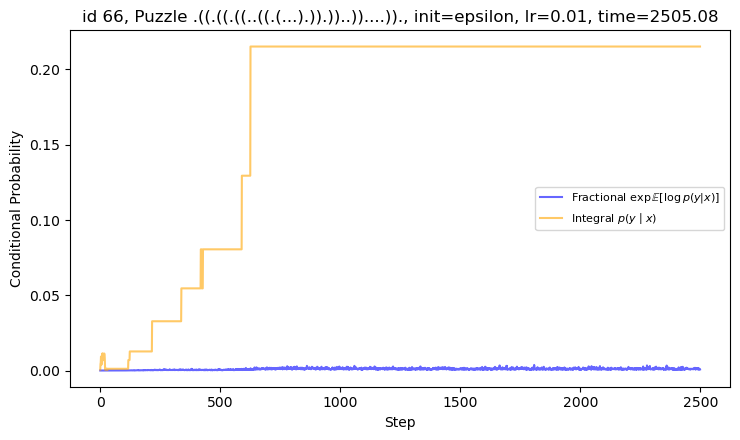 id 66, Puzzle .((.((.((..((.(...).)).))..))....))., init=epsilon, lr=0.01, time=2505.08
0.20
0.15
0.10
0.05
0.00
Conditional Probability
Fractional exp𝔼[log p(y|x)]
Integral p(y | x)
0 500 1000 1500 2000 2500
Step